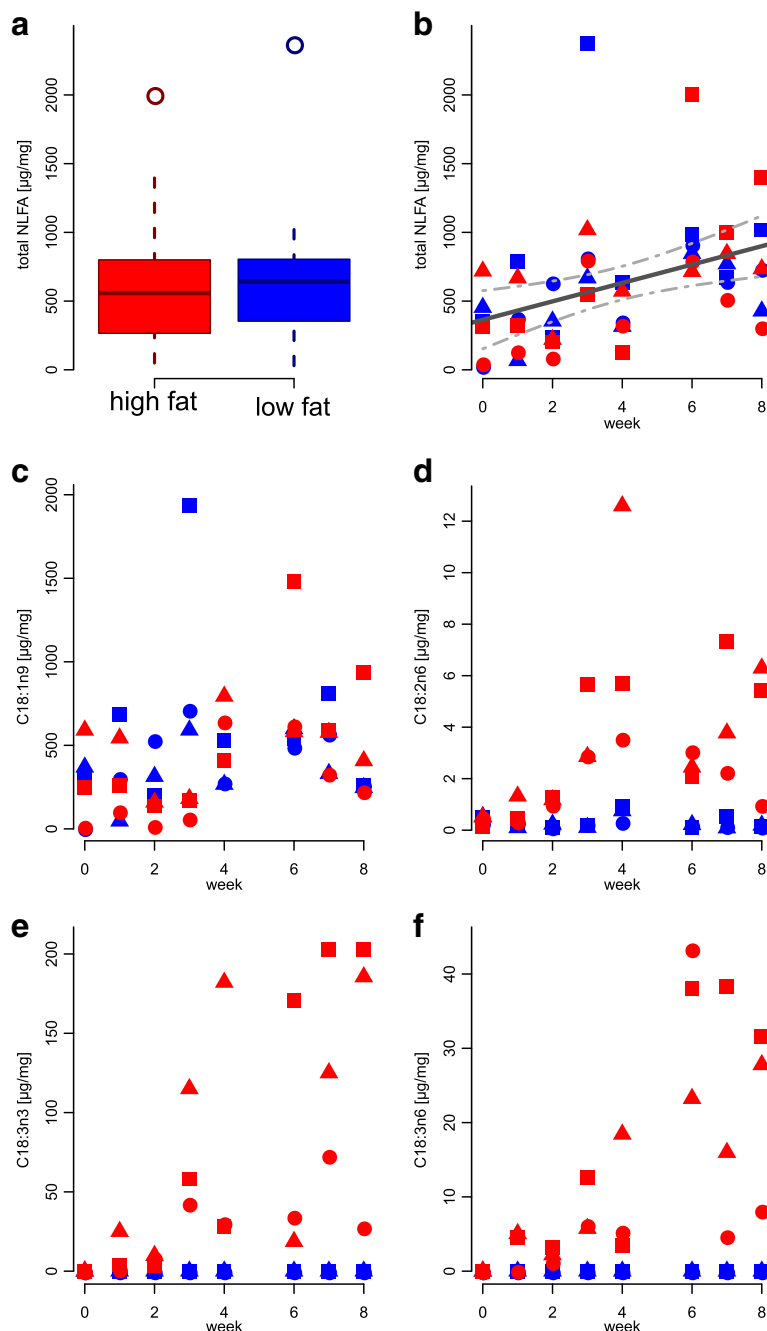 a
total NLFA [µg/mg]
2000
1500
1000
500
0
high fat
low fat
b
total NLFA [µg/mg]
2000
1500
1000
500
0
0 2 4 6 8
week
c
C18:1n9 [µg/mg]
2000
1500
1000
500
0
0 2 4 6 8
week
d
C18:2n6 [µg/mg]
12
10
8
6
4
2
0
0 2 4 6 8
week
e
C18:3n3 [µg/mg]
200
150
100
50
0
0 2 4 6 8
week
f
C18:3n6 [µg/mg]
40
30
20
10
0
0 2 4 6 8
week